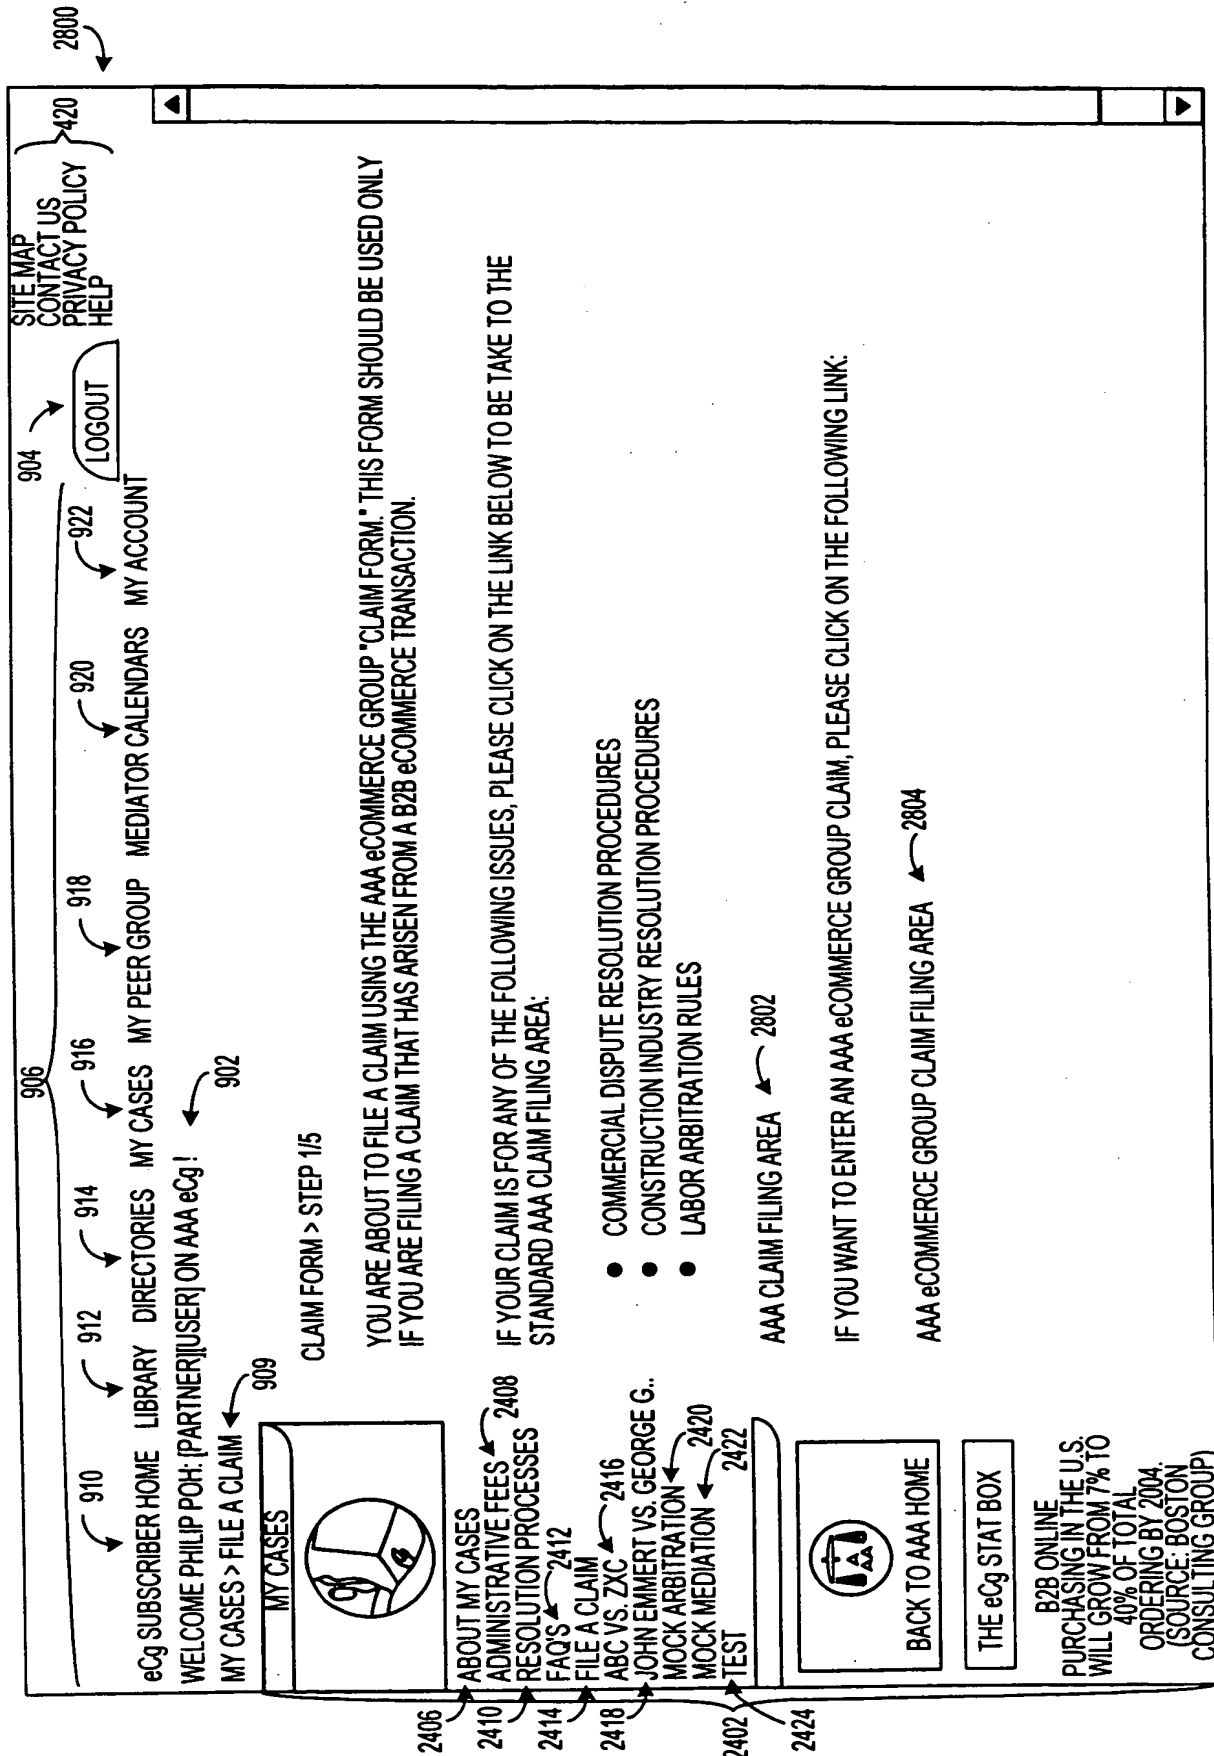 2800
906
904
SITE MAP
CONTACT US
PRIVACY POLICY
HELP
420
910
912
914
916
918
920
922
LOGOUT
eCg SUBSCRIBER HOME LIBRARY DIRECTORIES MY CASES MY PEER GROUP MEDIATOR CALENDARS MY ACCOUNT
WELCOME PHILIP POH: [PARTNER][USER] ON AAA eCg !
902
MY CASES > FILE A CLAIM
909
MY CASES
2406
ABOUT MY CASES
ADMINISTRATIVE FEES
2408
2410
RESOLUTION PROCESSES
FAQ'S
2412
2414
FILE A CLAIM
ABC VS. ZXC
2416
2418
JOHN EMMERT VS. GEORGE G..
MOCK ARBITRATION
2420
MOCK MEDIATION
2422
2402
TEST
2424
BACK TO AAA HOME
THE eCg STAT BOX
B2B ONLINE
PURCHASING IN THE U.S.
WILL GROW FROM 7% TO
40% OF TOTAL
ORDERING BY 2004.
(SOURCE: BOSTON
CONSULTING GROUP)
CLAIM FORM > STEP 1/5
YOU ARE ABOUT TO FILE A CLAIM USING THE AAA eCOMMERCE GROUP "CLAIM FORM." THIS FORM SHOULD BE USED ONLY
IF YOU ARE FILING A CLAIM THAT HAS ARISEN FROM A B2B eCOMMERCE TRANSACTION.
IF YOUR CLAIM IS FOR ANY OF THE FOLLOWING ISSUES, PLEASE CLICK ON THE LINK BELOW TO BE TAKE TO THE
STANDARD AAA CLAIM FILING AREA:
● COMMERCIAL DISPUTE RESOLUTION PROCEDURES
● CONSTRUCTION INDUSTRY RESOLUTION PROCEDURES
● LABOR ARBITRATION RULES
AAA CLAIM FILING AREA
2802
IF YOU WANT TO ENTER AN AAA eCOMMERCE GROUP CLAIM, PLEASE CLICK ON THE FOLLOWING LINK:
AAA eCOMMERCE GROUP CLAIM FILING AREA
2804